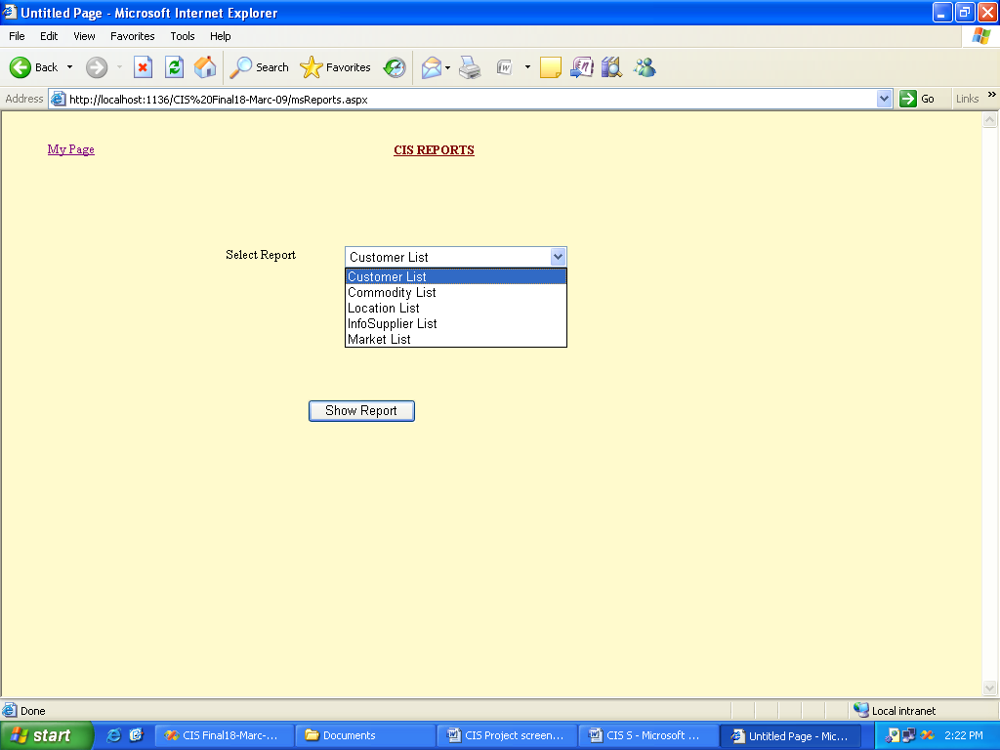 Untitled Page - Microsoft Internet Explorer
File Edit View Favorites Tools Help
Back Search Favorites
Address http://localhost:1136/CIS%20Final18-Marc-09/msReports.aspx Go Links »
My Page CIS REPORTS
Select Report Customer List
Customer List
Commodity List
Location List
InfoSupplier List
Market List
Show Report
Done Local intranet
start CIS Final18-Marc-... Documents CIS Project screen... CIS S - Microsoft ... Untitled Page - Mic... 2:22 PM